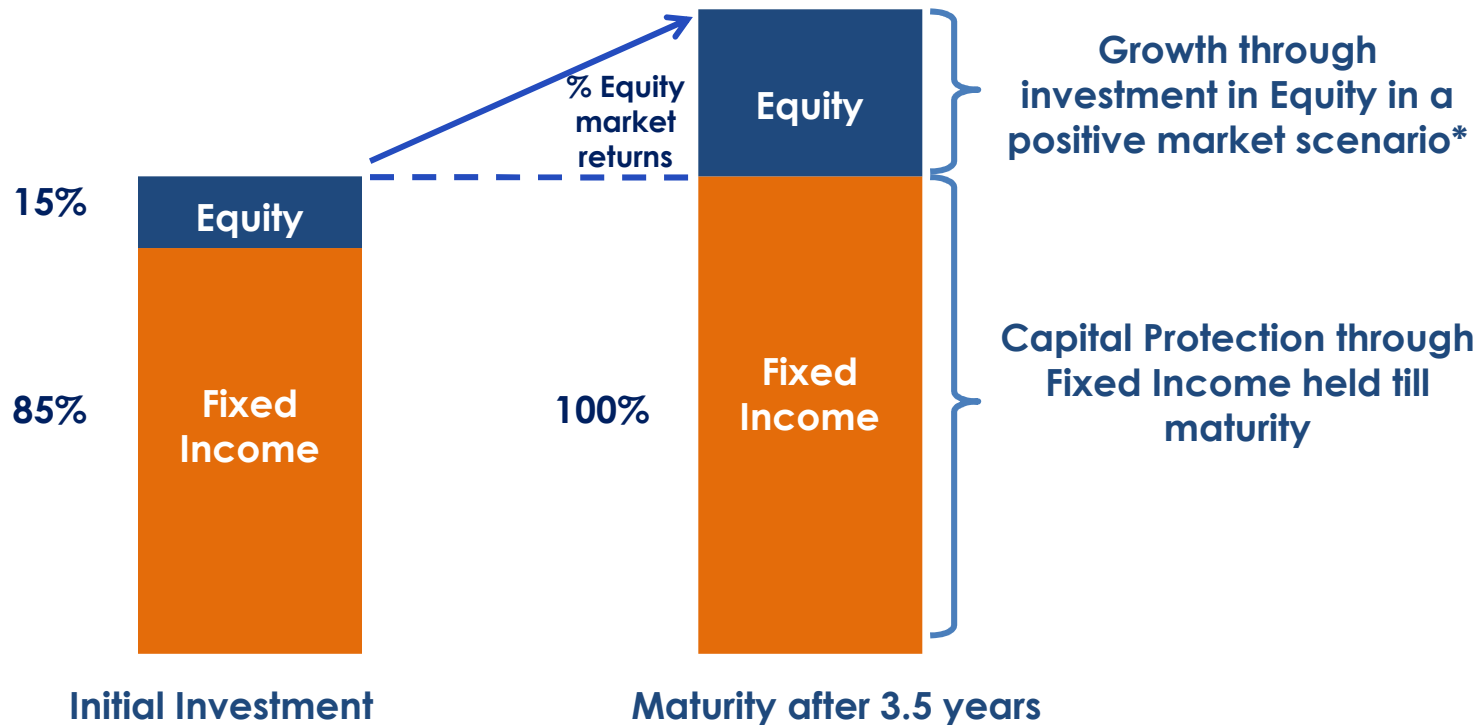 15%
Equity
85%
Fixed
Income
Initial Investment
% Equity
market
returns
Equity
100%
Fixed
Income
Maturity after 3.5 years
Growth through
investment in Equity in a
positive market scenario*
Capital Protection through
Fixed Income held till
maturity